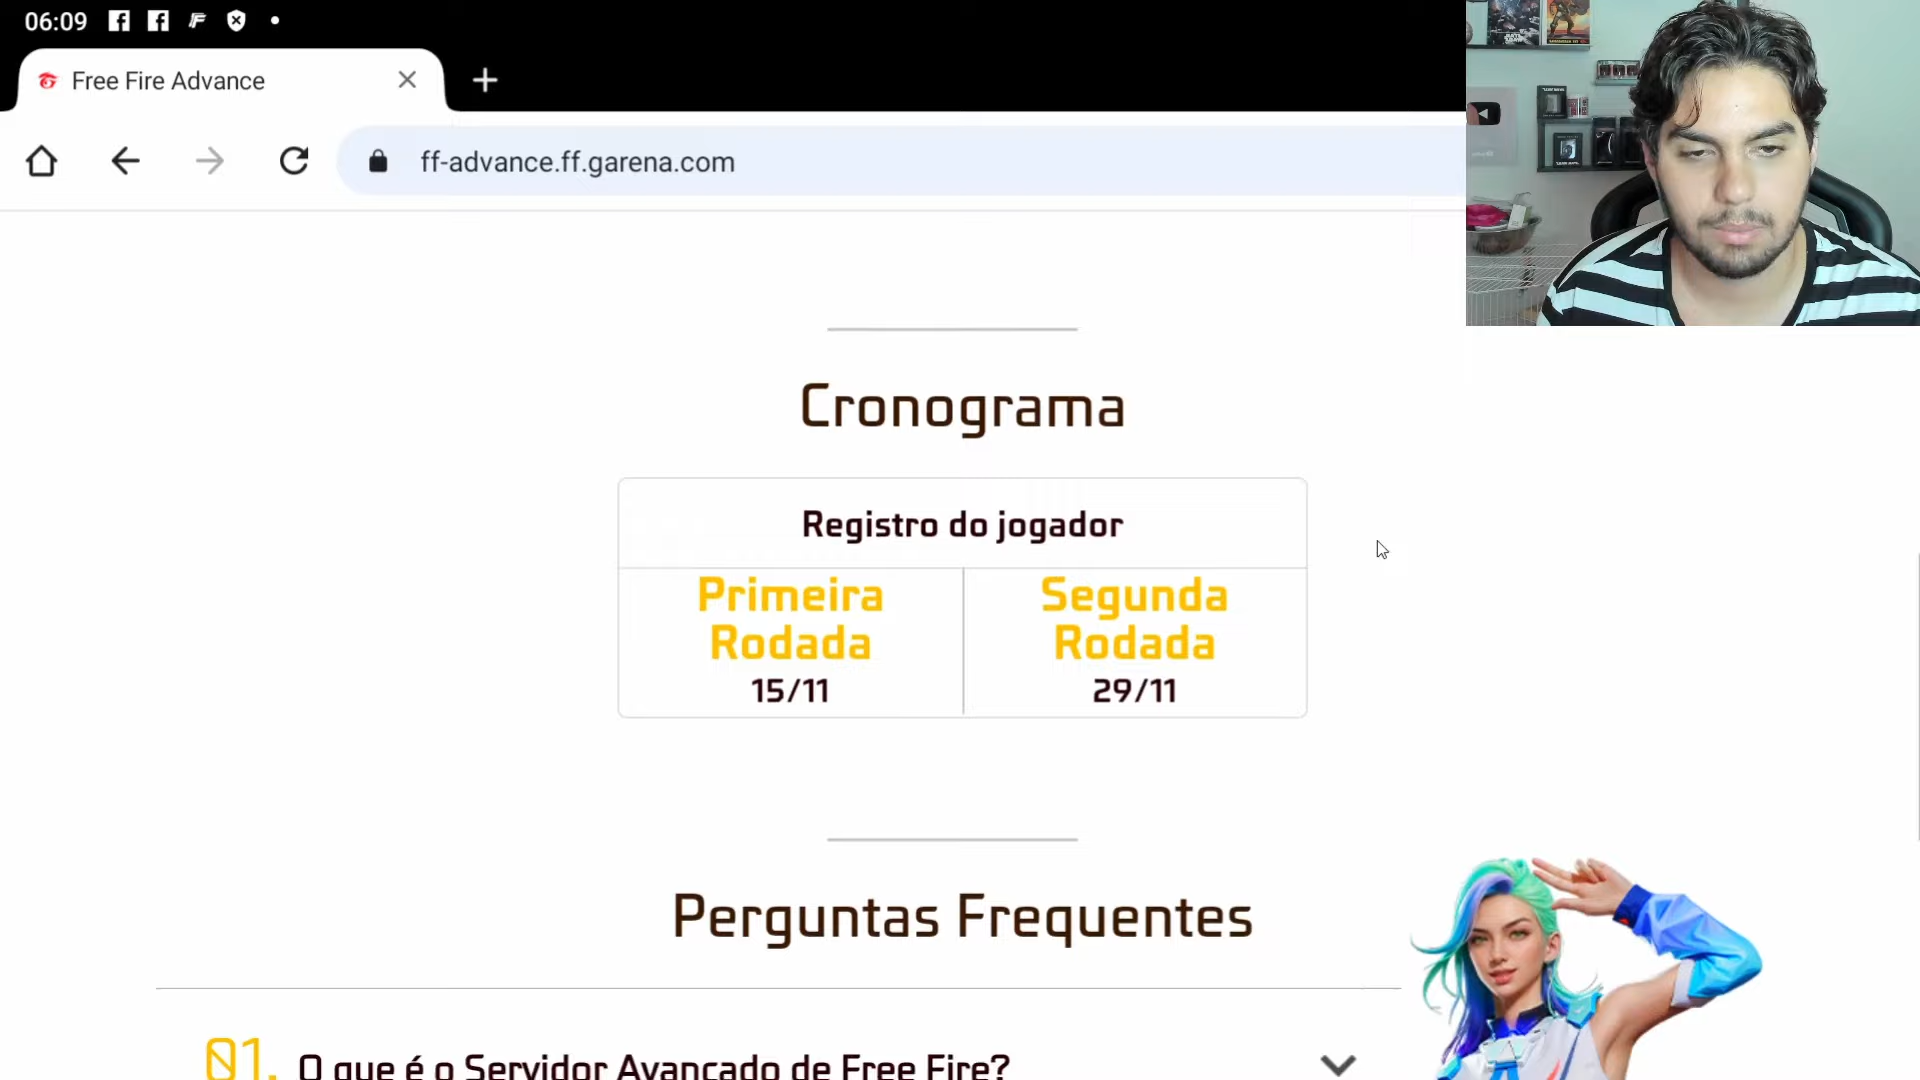 06:09
Free Fire Advance
ff-advance.ff.garena.com
Cronograma
Registro do jogador
Primeira Rodada
Segunda Rodada
15/11
29/11
Perguntas Frequentes
01. O que é o Servidor Avançado de Free Fire?